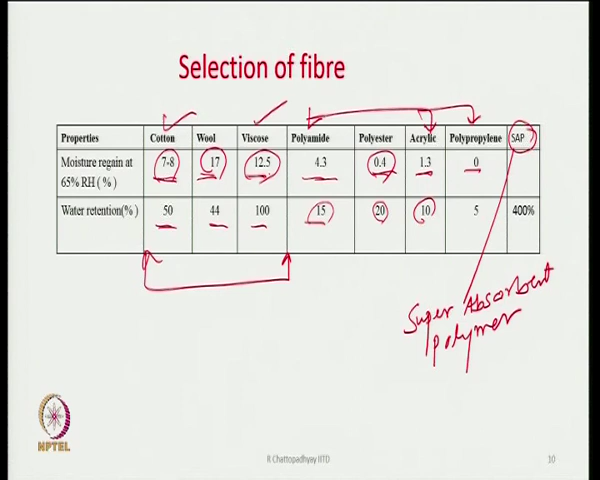 Selection of fibre
Properties Cotton Wool Viscose Polyamide Polyester Acrylic Polypropylene SAP
Moisture regain at 65% RH ( % ) 7-8 17 12.5 4.3 0.4 1.3 0
Water retention(%) 50 44 100 15 20 10 5 400%
Super Absorbent
Polymer
NPTEL
R Chattopadhyay IITD
10